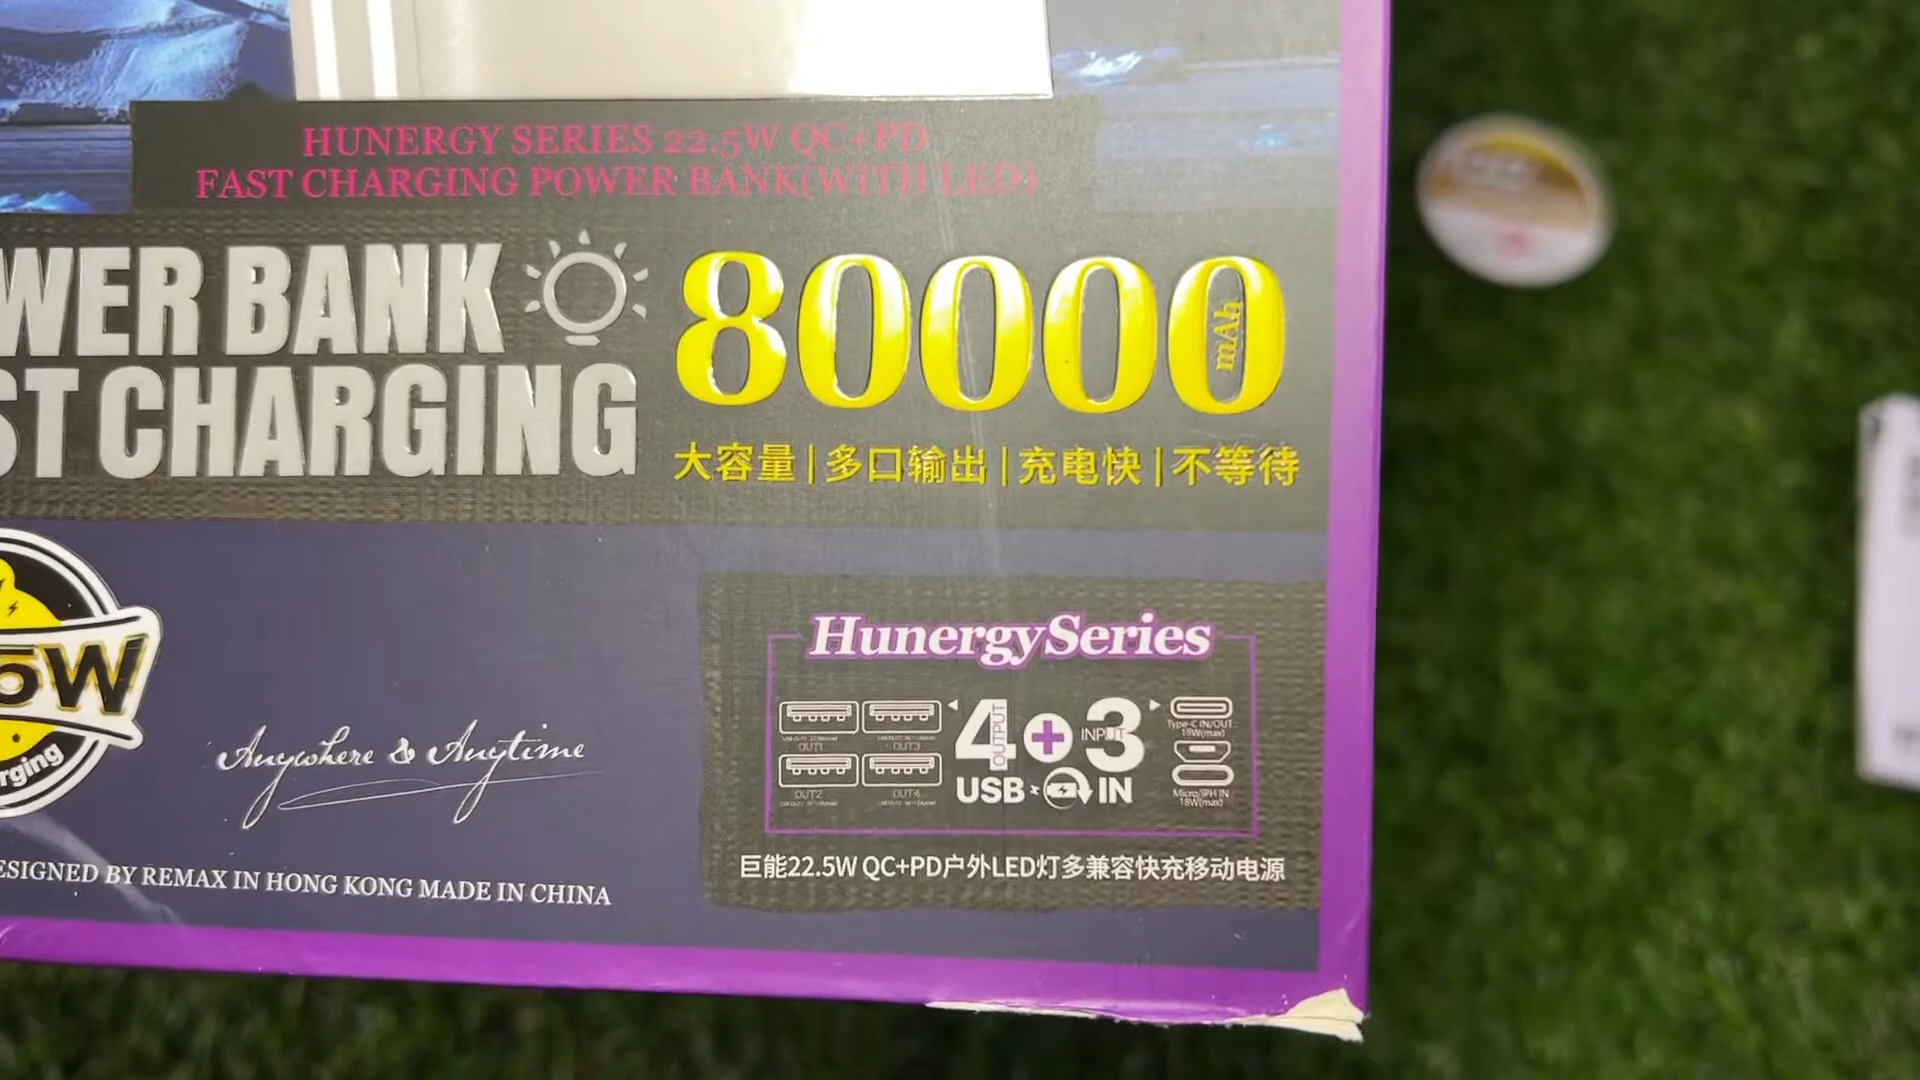 HUNERGY SERIES 22.5W QC+PD
FAST CHARGING POWER BANK(WITH LED)
WER BANK
ST CHARGING
80000
mAh
大容量|多口输出|充电快|不等待
5W
rging
Anywhere & Anytime
ESIGNED BY REMAX IN HONG KONG MADE IN CHINA
HunergySeries
OUT1
OUT3
OUT2
OUT4
4 OUTPUT + INPUT 3
USB IN
Type-C IN/OUT:
18W(max)
Micro/IPH IN
18W(max)
巨能22.5W QC+PD户外LED灯多兼容快充移动电源